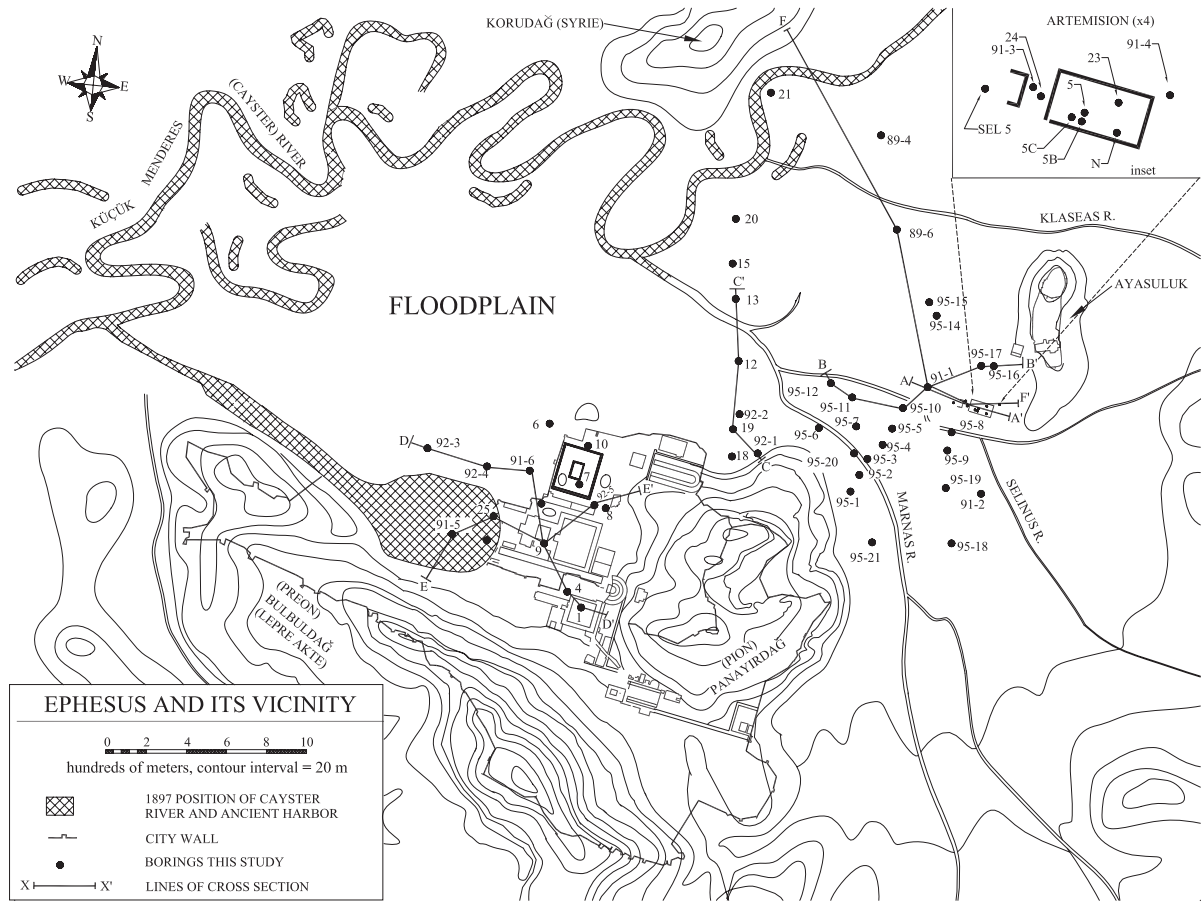 KORUDAĞ (SYRIE)
F
ARTEMISION (x4)
24
91-3
23
91-4
5
SEL 5
5C
5B
N
inset
N
W
E
S
(CAYSTER) RIVER
MENDERES
KÜÇÜK
21
89-4
20
89-6
KLASEAS R.
15
C'
13
FLOODPLAIN
AYASULUK
95-15
95-14
12
B
95-12
95-11
A
91-1
95-17
95-16
B'
95-10
F'
A'
6
92-2
19
95-6
95-7
95-5
95-8
D
92-3
10
18
92-1
C
95-20
95-4
95-3
95-9
92-4
91-6
7
95-2
95-19
91-2
E'
8
95-1
25
91-5
9
95-21
95-18
MARNAS R.
SELINUS R.
E
4
1
D'
(PREON)
BULBULDAĞ
(LEPRE AKTE)
(PION)
PANAYIRDAĞ
EPHESUS AND ITS VICINITY
0 2 4 6 8 10
hundreds of meters, contour interval = 20 m
1897 POSITION OF CAYSTER
RIVER AND ANCIENT HARBOR
CITY WALL
BORINGS THIS STUDY
X X' LINES OF CROSS SECTION